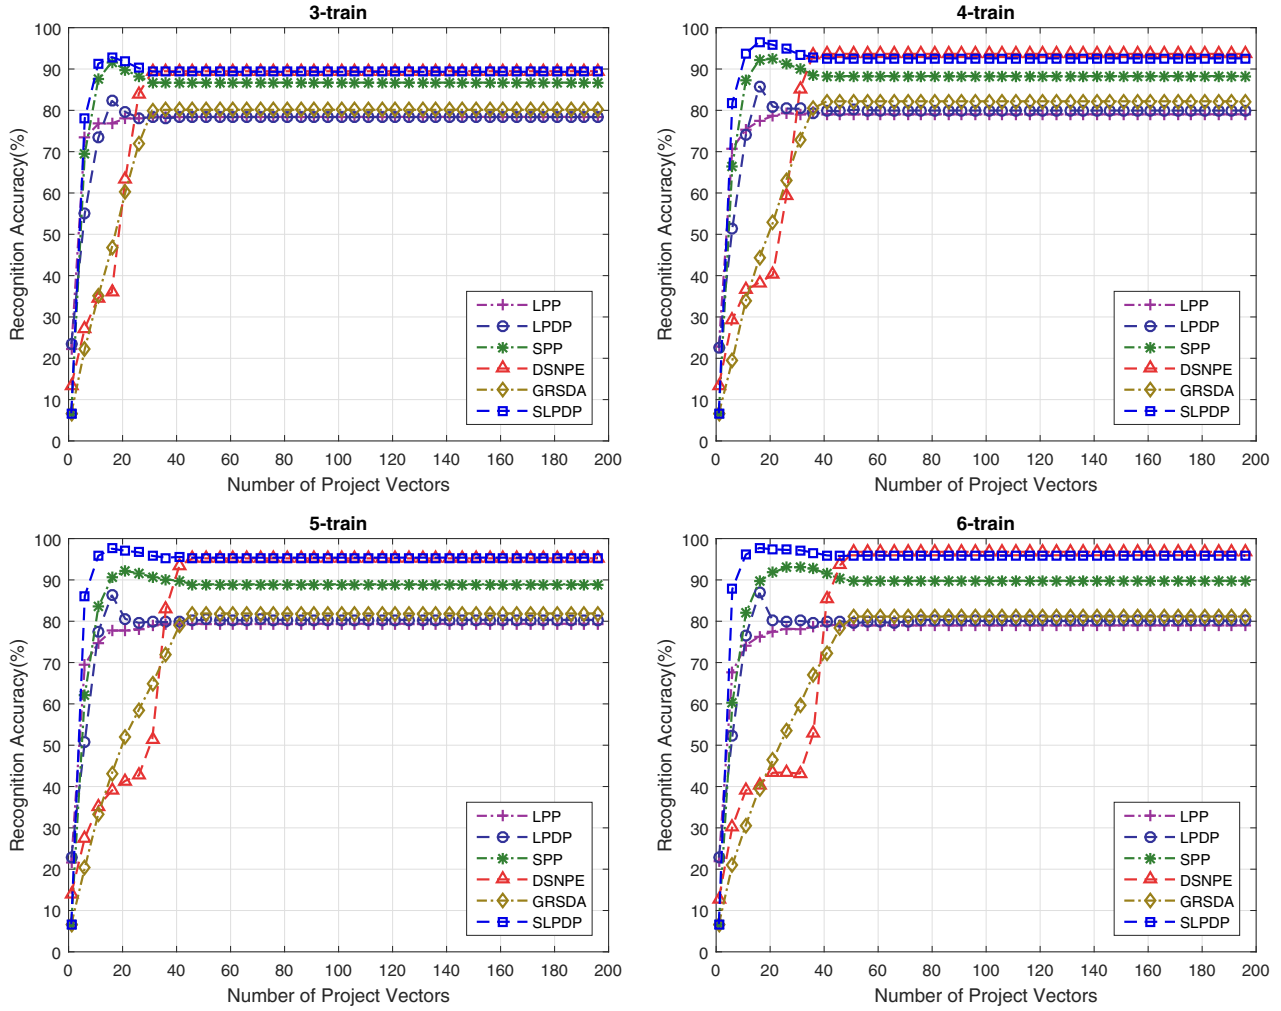 3-train
100
90
80
70
60
50
40
30
20
10
0
Recognition Accuracy(%)
LPP
LPDP
SPP
DSNPE
GRSDA
SLPDP
0 20 40 60 80 100 120 140 160 180 200
Number of Project Vectors
4-train
100
90
80
70
60
50
40
30
20
10
0
Recognition Accuracy(%)
LPP
LPDP
SPP
DSNPE
GRSDA
SLPDP
0 20 40 60 80 100 120 140 160 180 200
Number of Project Vectors
5-train
100
90
80
70
60
50
40
30
20
10
0
Recognition Accuracy(%)
LPP
LPDP
SPP
DSNPE
GRSDA
SLPDP
0 20 40 60 80 100 120 140 160 180 200
Number of Project Vectors
6-train
100
90
80
70
60
50
40
30
20
10
0
Recognition Accuracy(%)
LPP
LPDP
SPP
DSNPE
GRSDA
SLPDP
0 20 40 60 80 100 120 140 160 180 200
Number of Project Vectors